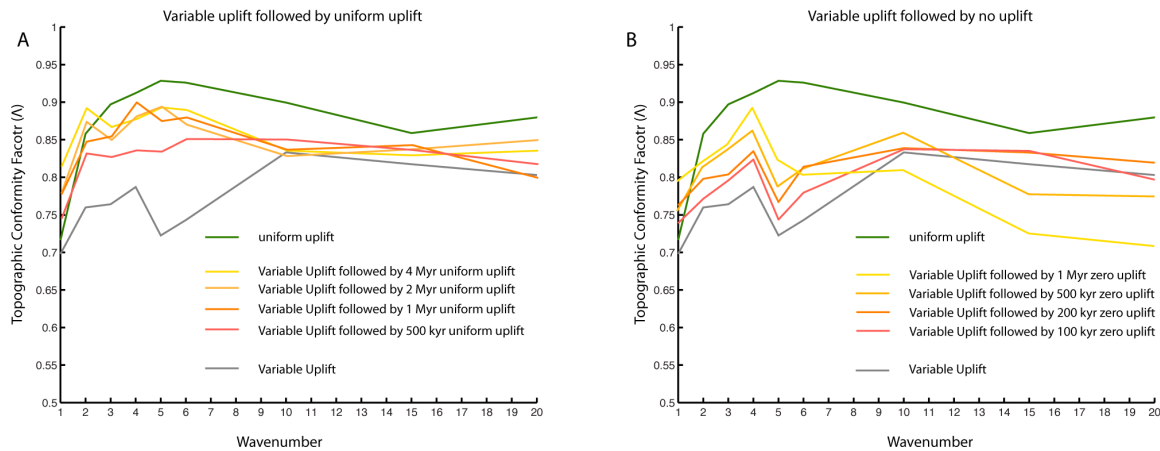 Variable uplift followed by uniform uplift
A
Topographic Conformity Facotr (Λ)
1
0.95
0.9
0.85
0.8
0.75
0.7
0.65
0.6
0.55
0.5
uniform uplift
Variable Uplift followed by 4 Myr uniform uplift
Variable Uplift followed by 2 Myr uniform uplift
Variable Uplift followed by 1 Myr uniform uplift
Variable Uplift followed by 500 kyr uniform uplift
Variable Uplift
1 2 3 4 5 6 7 8 9 10 11 12 13 14 15 16 17 18 19 20
Wavenumber
Variable uplift followed by no uplift
B
Topographic Conformity Facotr (Λ)
1
0.95
0.9
0.85
0.8
0.75
0.7
0.65
0.6
0.55
0.5
uniform uplift
Variable Uplift followed by 1 Myr zero uplift
Variable Uplift followed by 500 kyr zero uplift
Variable Uplift followed by 200 kyr zero uplift
Variable Uplift followed by 100 kyr zero uplift
Variable Uplift
1 2 3 4 5 6 7 8 9 10 11 12 13 14 15 16 17 18 19 20
Wavenumber